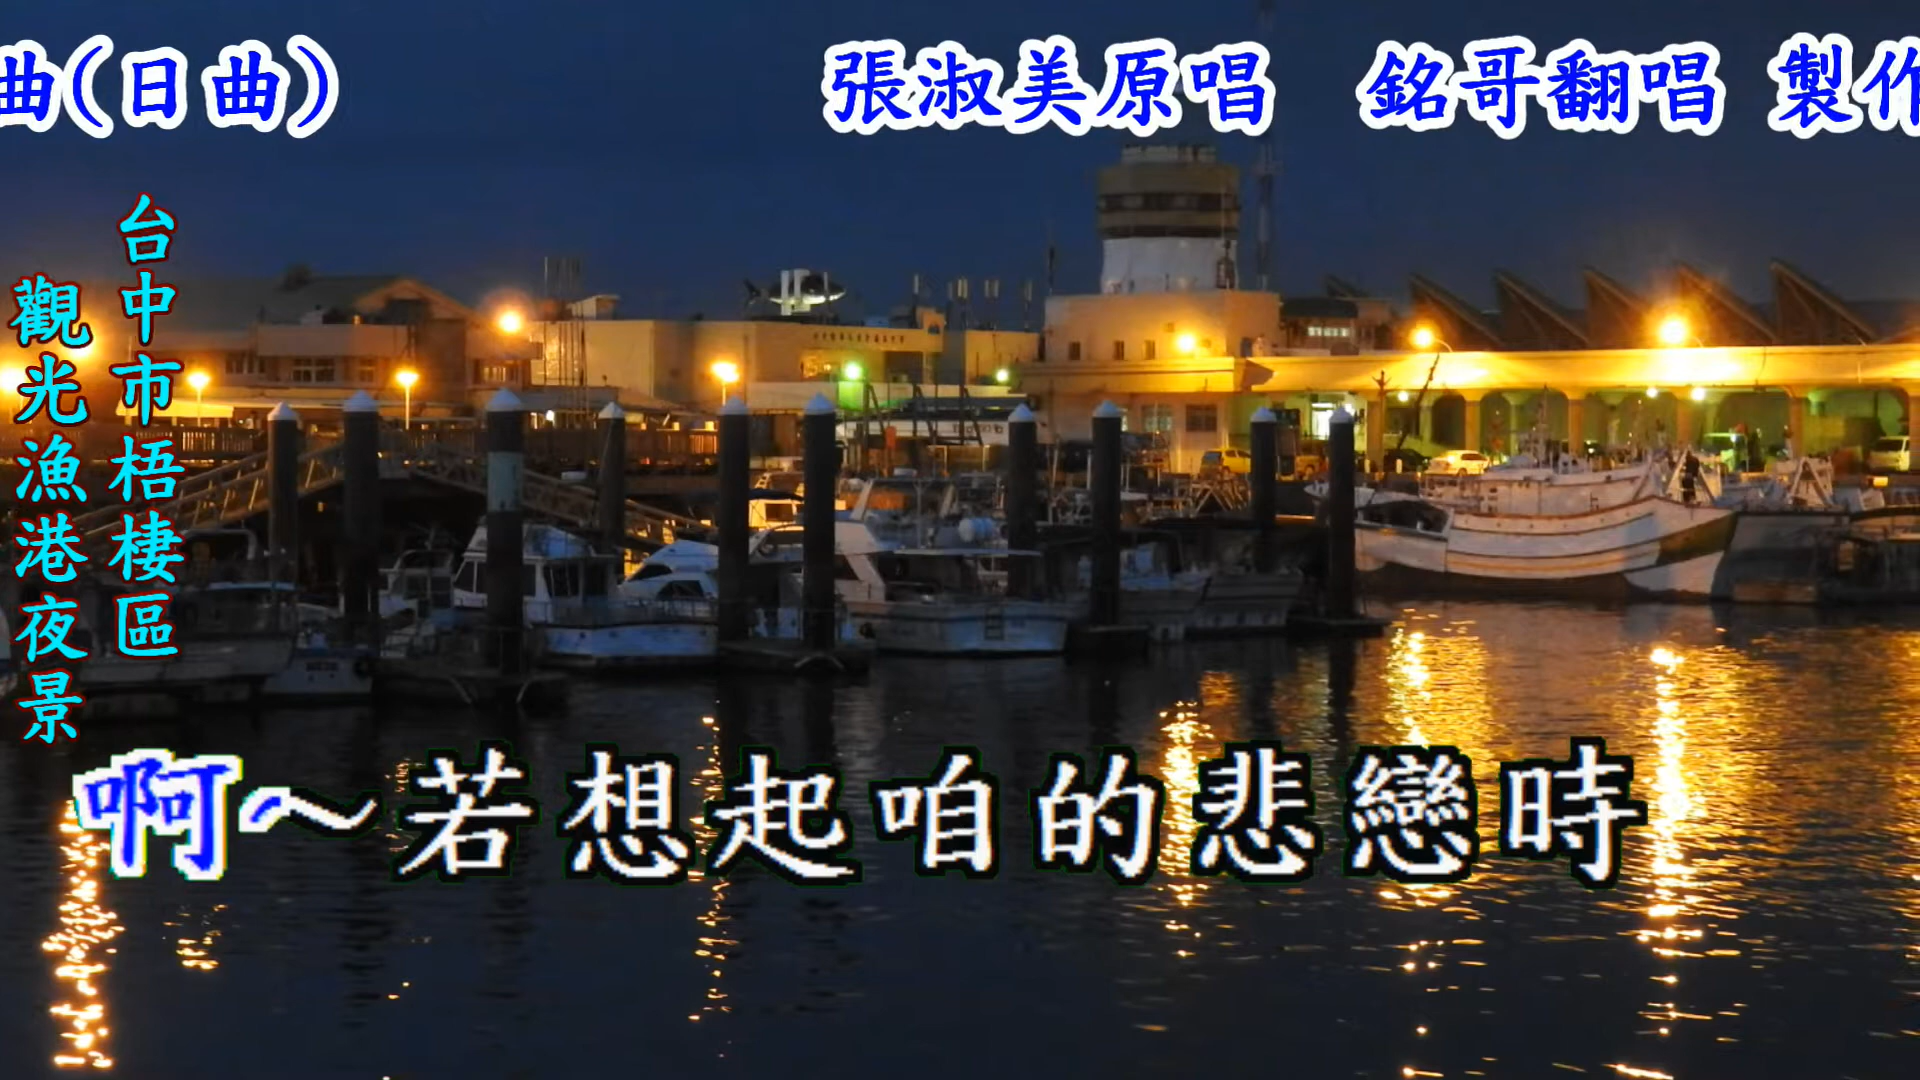 曲(日曲) 張淑美原唱 銘哥翻唱 製作
台中市梧棲區
觀光漁港夜景
啊~若想起咱的悲戀時